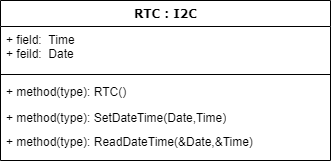 RTC : I2C
+ field: Time
+ feild: Date
+ method(type): RTC()
+ method(type): SetDateTime(Date,Time)
+ method(type): ReadDateTime(&Date,&Time)